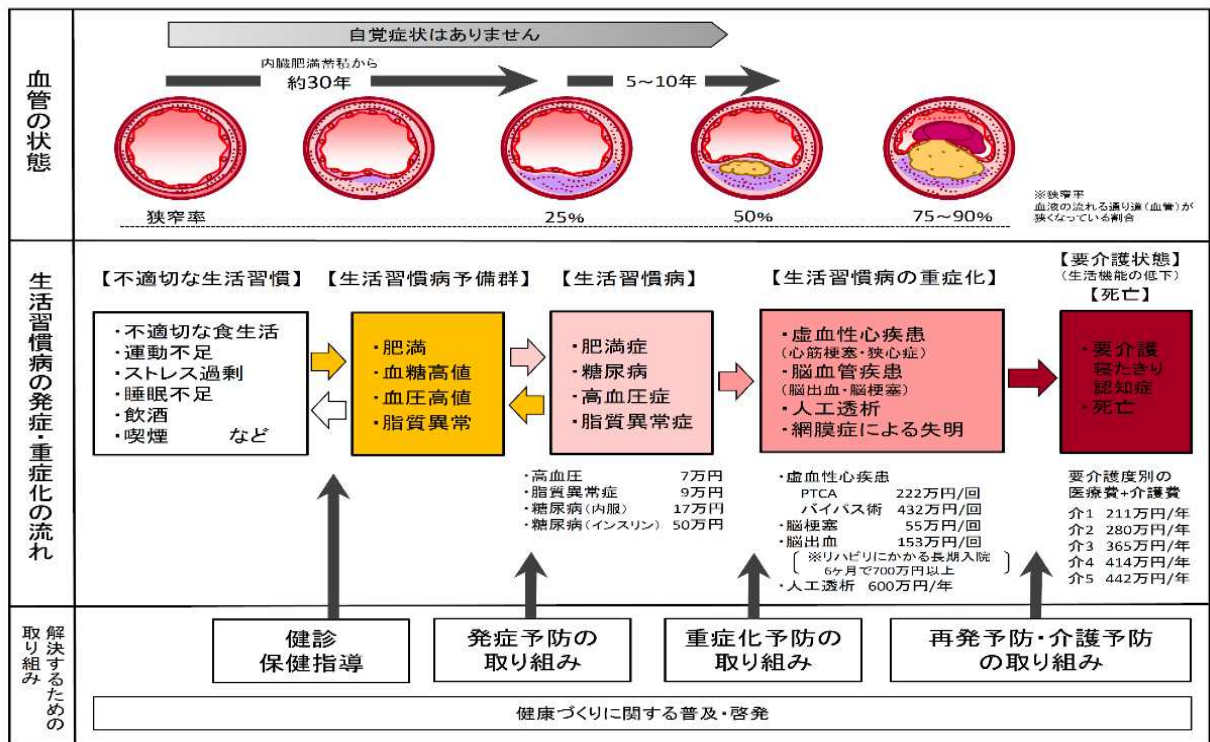 血管の状態
自覚症状はありません
内臓肥満蓄積から
約30年
5～10年
狭窄率
25%
50%
75～90%
※狭窄率
血液の流れる通り道(血管)が
狭くなっている割合
生活習慣病の発症・重症化の流れ
【不適切な生活習慣】
・不適切な食生活
・運動不足
・ストレス過剰
・睡眠不足
・飲酒
・喫煙 など
【生活習慣病予備群】
・肥満
・血糖高値
・血圧高値
・脂質異常
【生活習慣病】
・肥満症
・糖尿病
・高血圧症
・脂質異常症
・高血圧 7万円
・脂質異常症 9万円
・糖尿病(内服) 17万円
・糖尿病(インスリン) 50万円
【生活習慣病の重症化】
・虚血性心疾患
(心筋梗塞・狭心症)
・脳血管疾患
(脳出血・脳梗塞)
・人工透析
・網膜症による失明
・虚血性心疾患
PTCA 222万円/回
バイパス術 432万円/回
・脳梗塞 55万円/回
・脳出血 153万円/回
※リハビリにかかる長期入院
6ヶ月で700万円以上
・人工透析 600万円/年
【要介護状態】
(生活機能の低下)
【死亡】
・要介護
寝たきり
認知症
・死亡
要介護度別の
医療費+介護費
介1 211万円/年
介2 280万円/年
介3 365万円/年
介4 414万円/年
介5 442万円/年
解決するための
取り組み
健診
保健指導
発症予防の
取り組み
重症化予防の
取り組み
再発予防・介護予防
の取り組み
健康づくりに関する普及・啓発